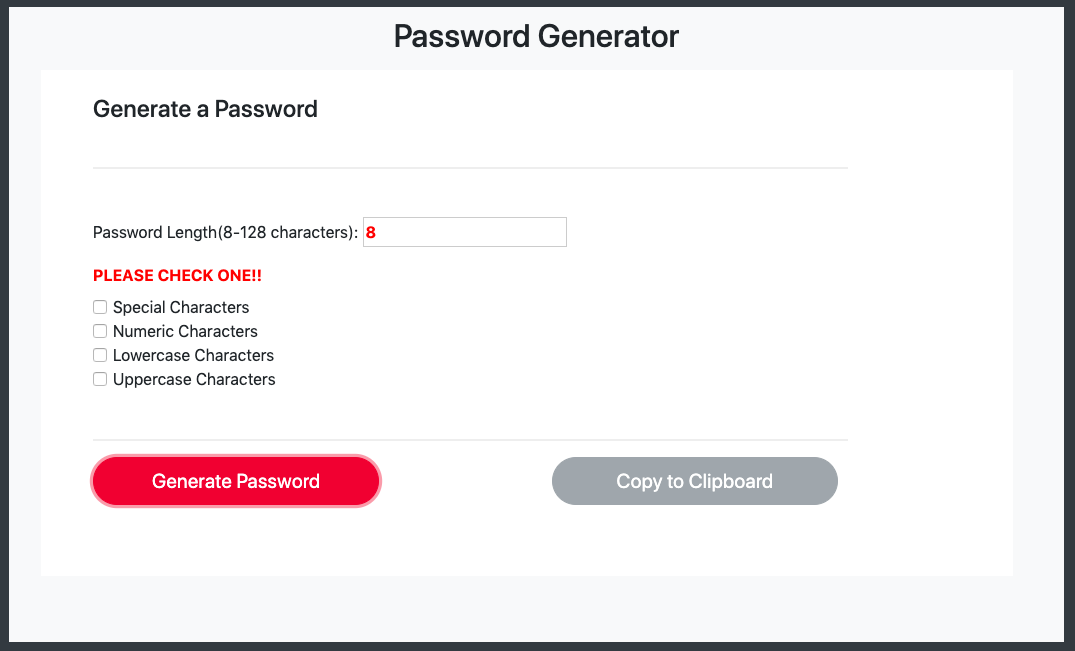 Password Generator
Generate a Password
Password Length(8-128 characters): 8
PLEASE CHECK ONE!!
Special Characters
Numeric Characters
Lowercase Characters
Uppercase Characters
Generate Password Copy to Clipboard